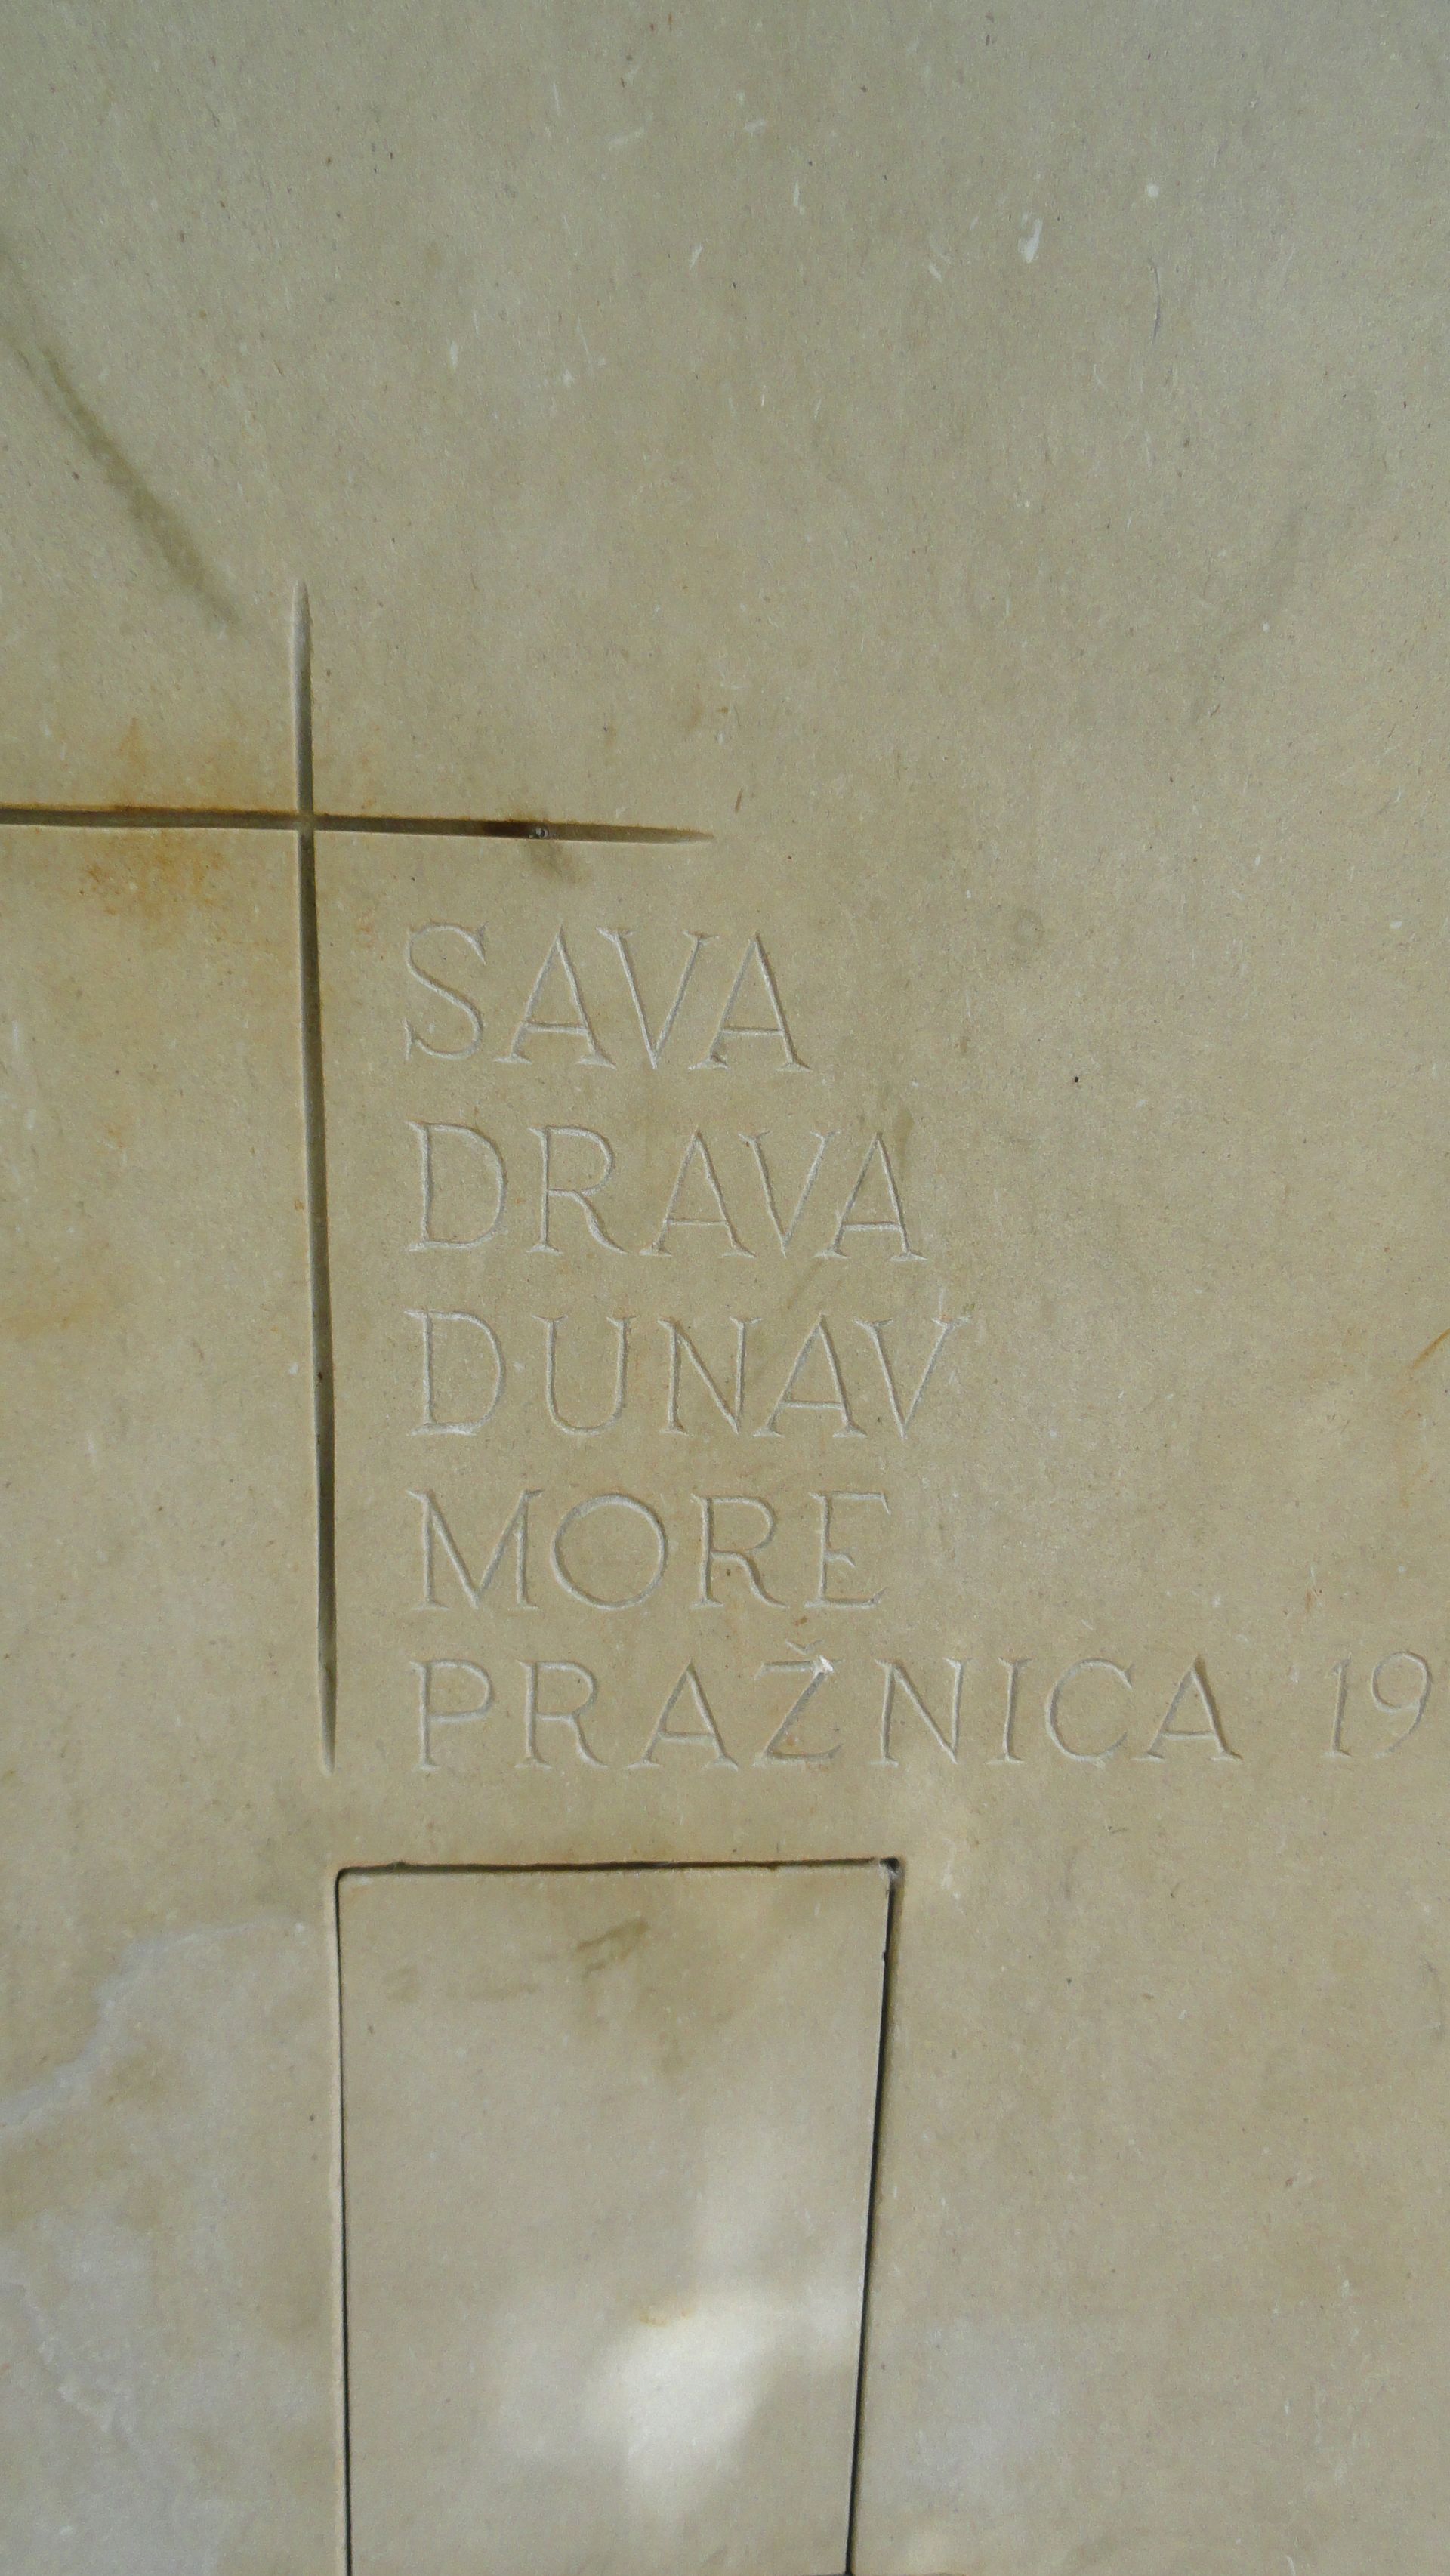 SAVA
DRAVA
DUNAV
MORE
PRAŽNICA 19